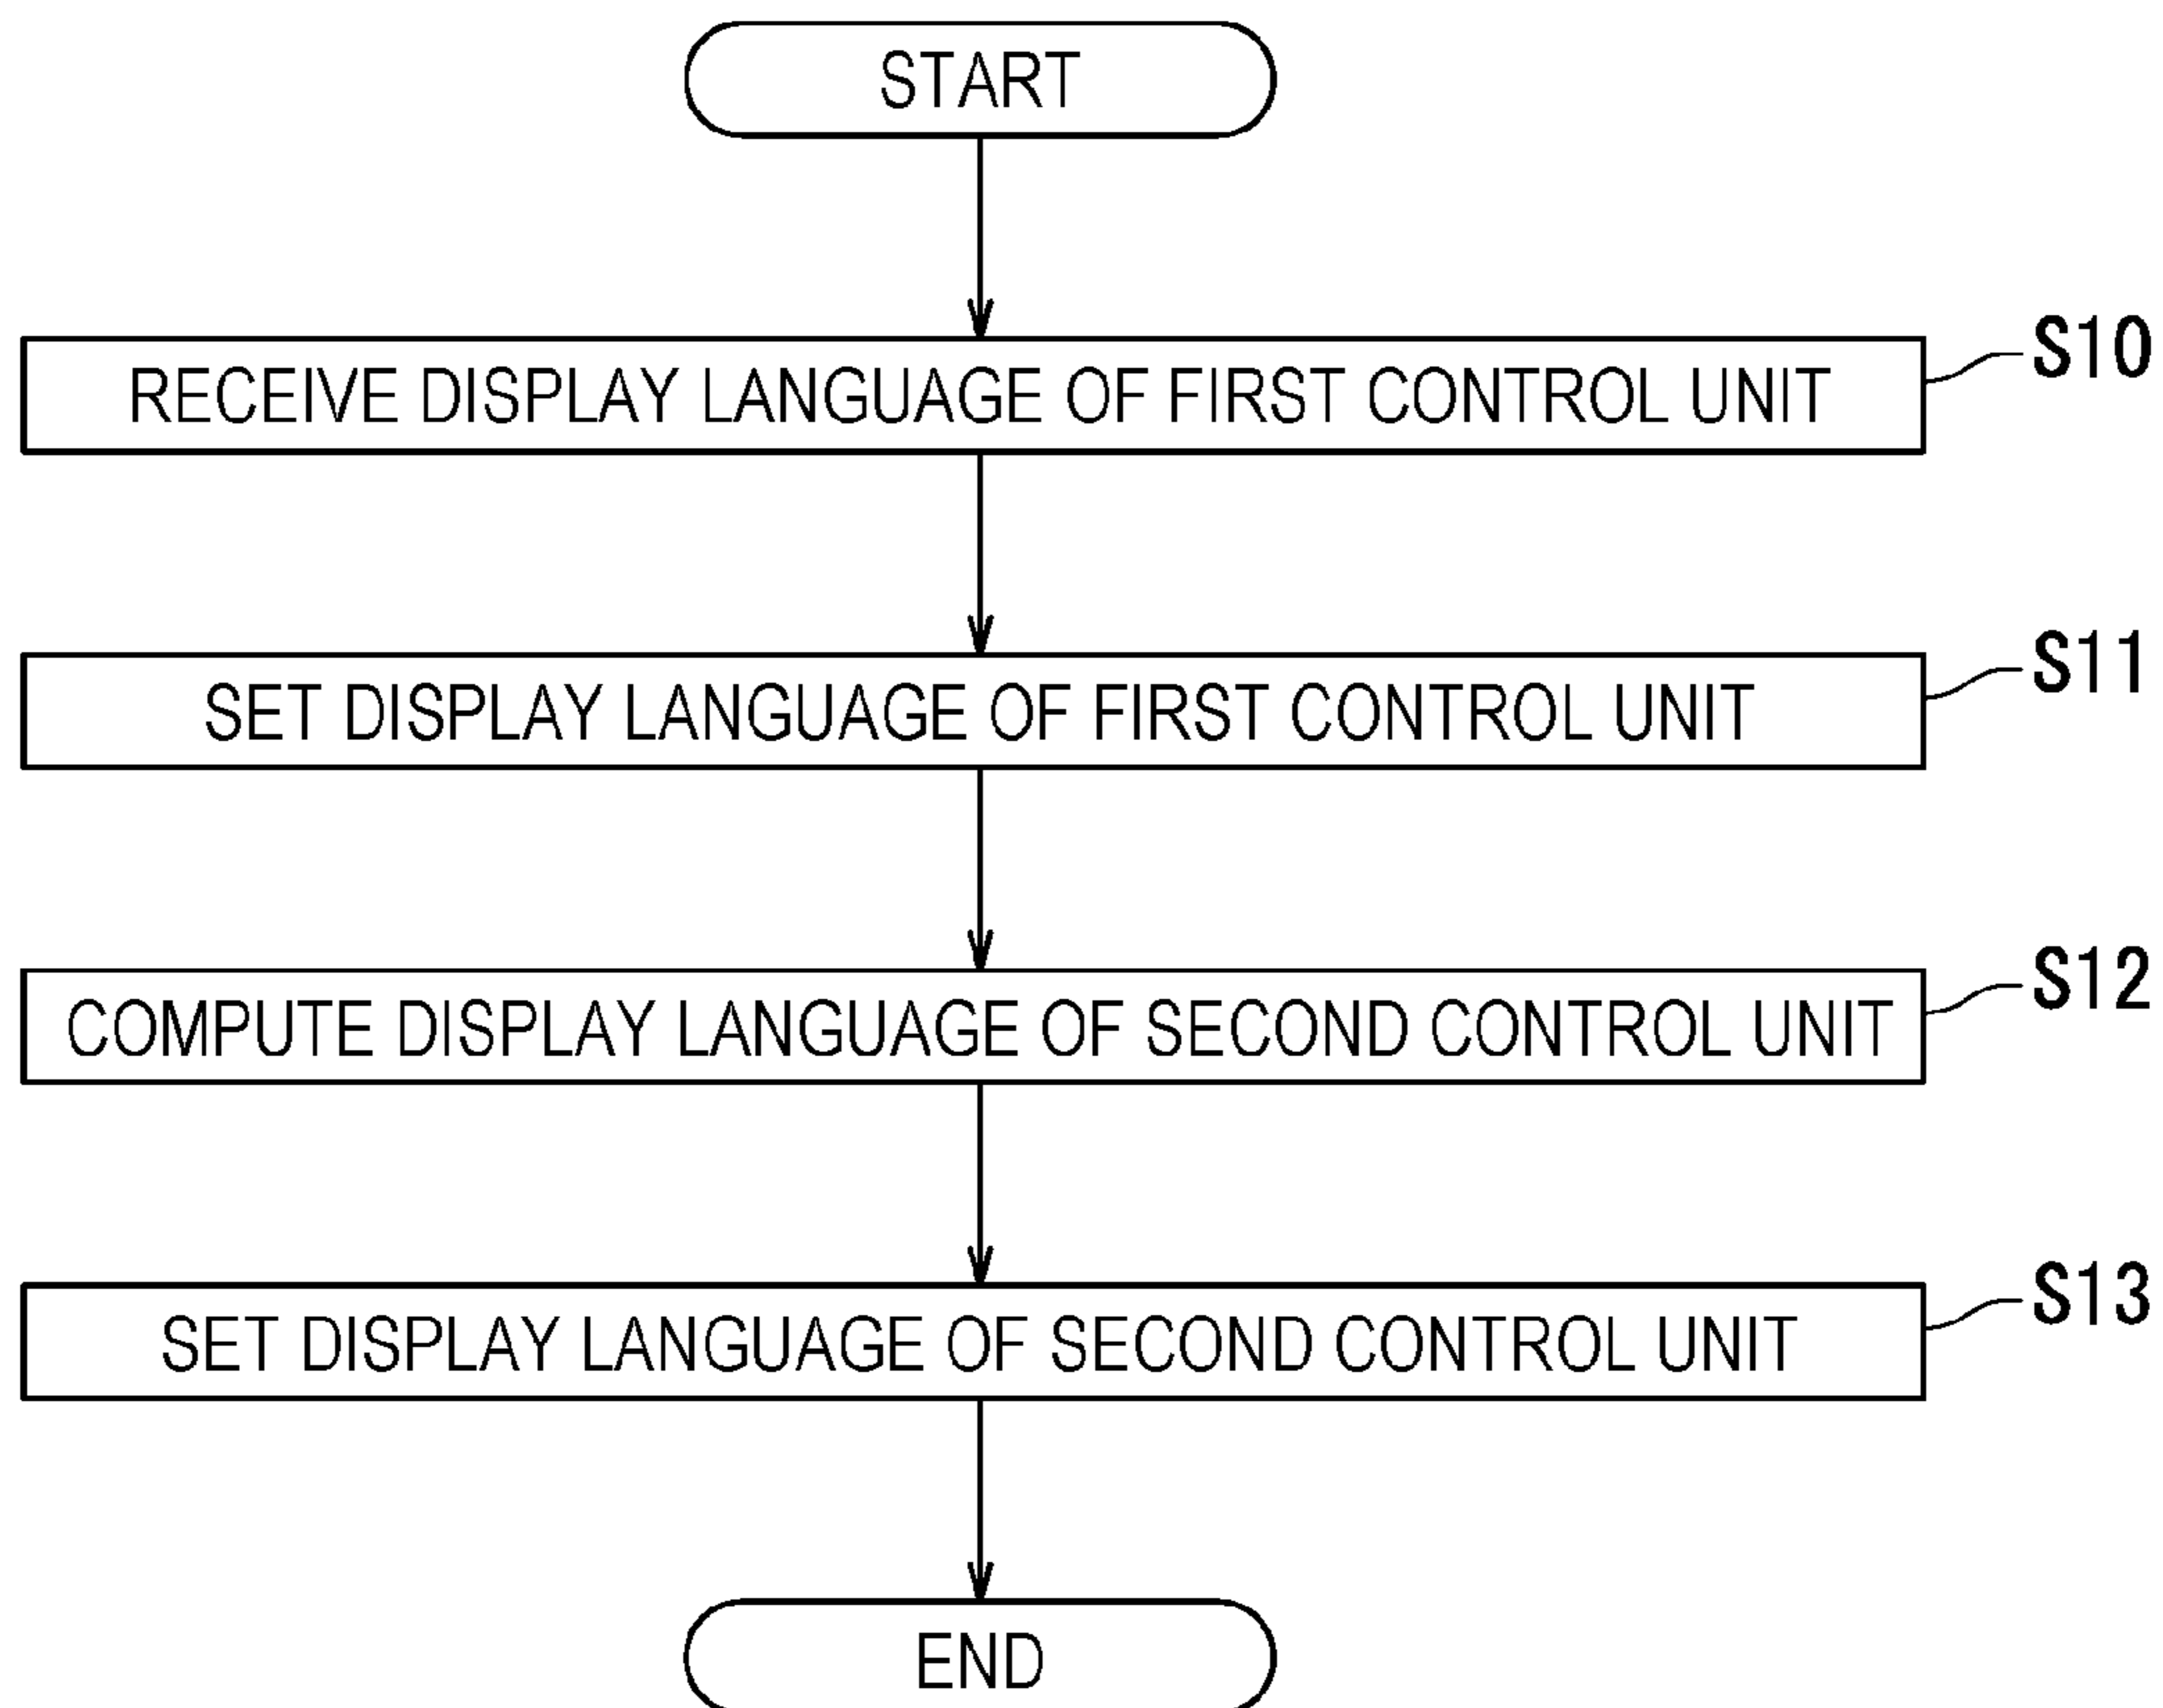 START
RECEIVE DISPLAY LANGUAGE OF FIRST CONTROL UNIT
S10
SET DISPLAY LANGUAGE OF FIRST CONTROL UNIT
S11
COMPUTE DISPLAY LANGUAGE OF SECOND CONTROL UNIT
S12
SET DISPLAY LANGUAGE OF SECOND CONTROL UNIT
S13
END